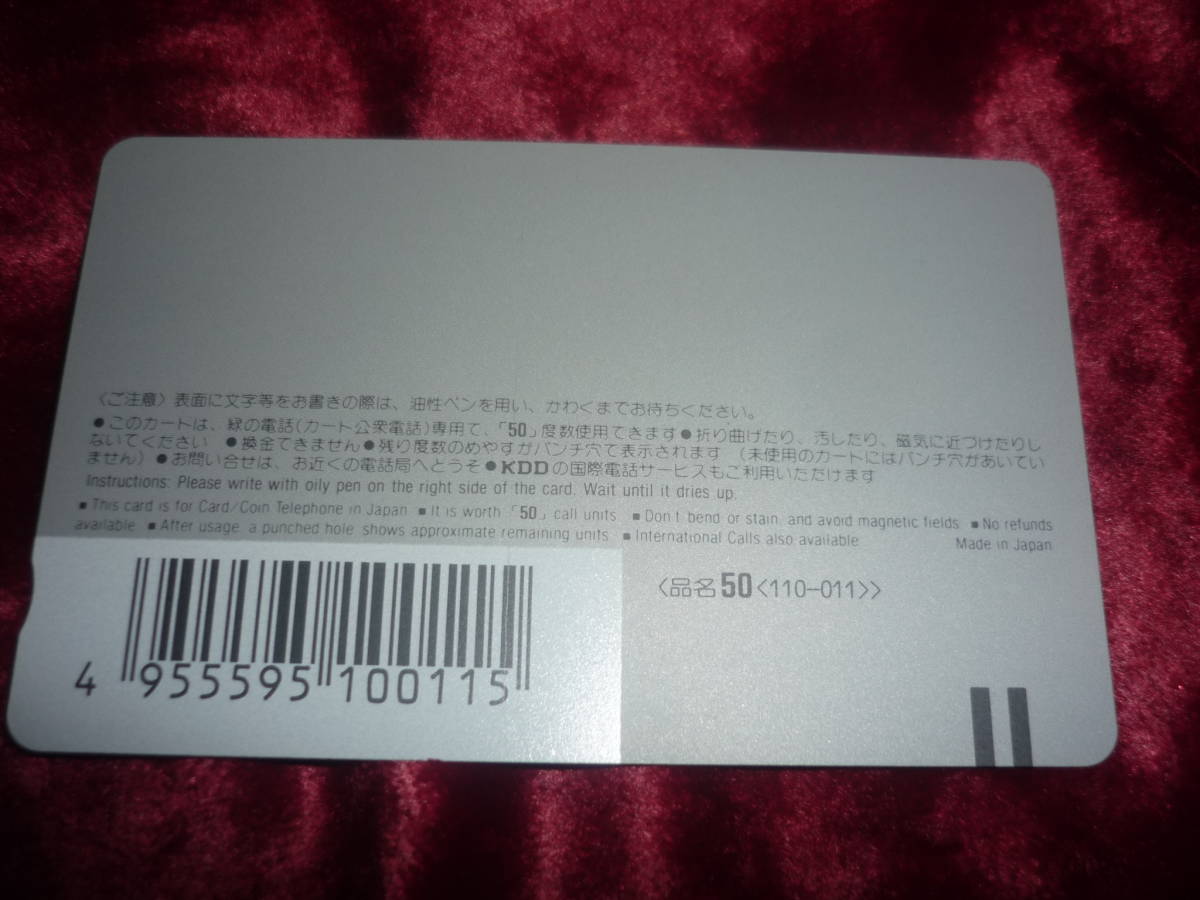 〈ご注意〉表面に文字等をお書きの際は、油性ペンを用い、かわくまでお待ちください。
●このカードは、緑の電話(カード公衆電話)専用で、「50」度数使用できます●折り曲げたり、汚したり、磁気に近づけたりし
ないでください ●換金できません●残り度数のめやすがパンチ穴で表示されます (未使用のカードにはパンチ穴があいてい
ません) ●お問い合せは、お近くの電話局へどうぞ●KDDの国際電話サービスもご利用いただけます
Instructions: Please write with oily pen on the right side of the card. Wait until it dries up.
■This card is for Card/Coin Telephone in Japan ■It is worth「50」call units ■Don't bend or stain, and avoid magnetic fields ■No refunds
available ■After usage, a punched hole shows approximate remaining units ■International Calls also available Made in Japan
〈品名50<110-011>〉
4 955595 100115